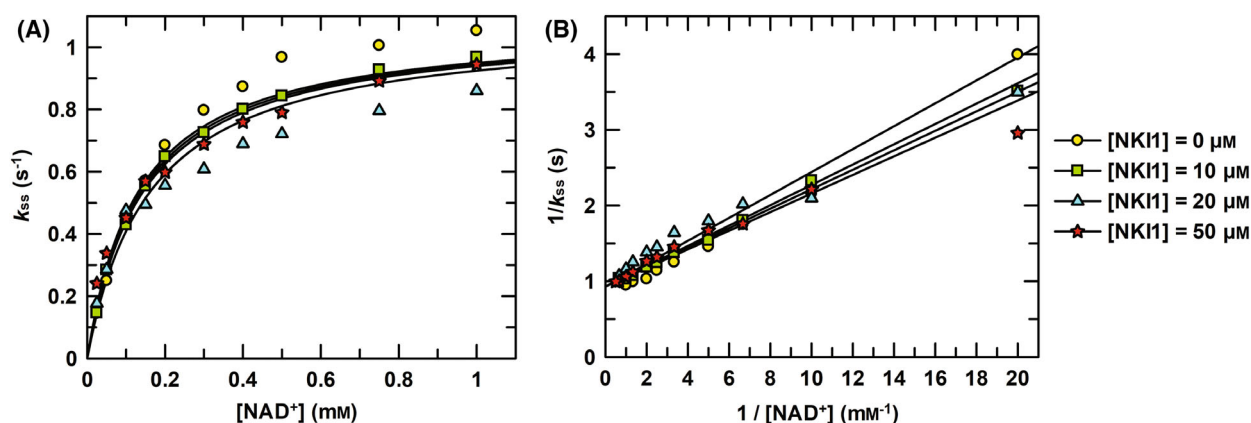 (A)
1
0.8
0.6
0.4
0.2
0
kss (s-1)
0 0.2 0.4 0.6 0.8 1
[NAD+] (mM)
(B)
4
3
2
1
0
1/kss (s)
0 2 4 6 8 10 12 14 16 18 20
1 / [NAD+] (mM-1)
[NKI1] = 0 μM
[NKI1] = 10 μM
[NKI1] = 20 μM
[NKI1] = 50 μM